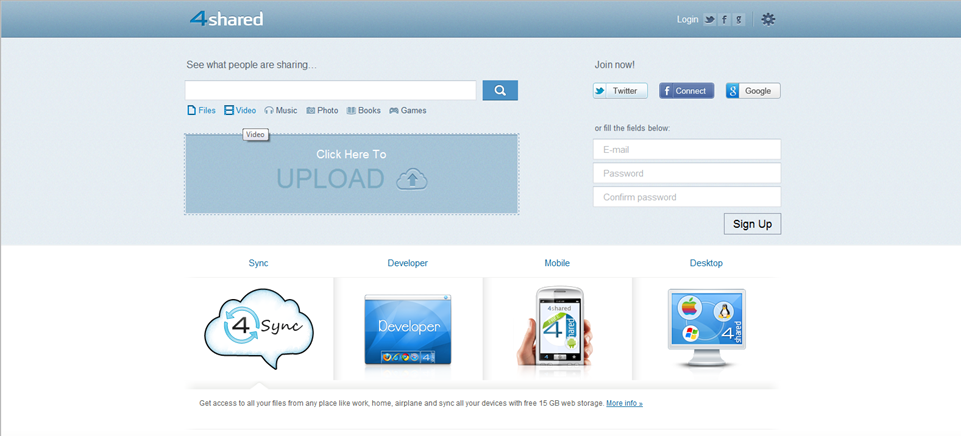 4shared
Login
See what people are sharing...
Files Video Music Photo Books Games
Video
Click Here To
UPLOAD
Join now!
Twitter Connect Google
or fill the fields below:
E-mail
Password
Confirm password
Sign Up
Sync Developer Mobile Desktop
4 Sync
Developer
4shared
4shared
4shared
Get access to all your files from any place like work, home, airplane and sync all your devices with free 15 GB web storage. More info »